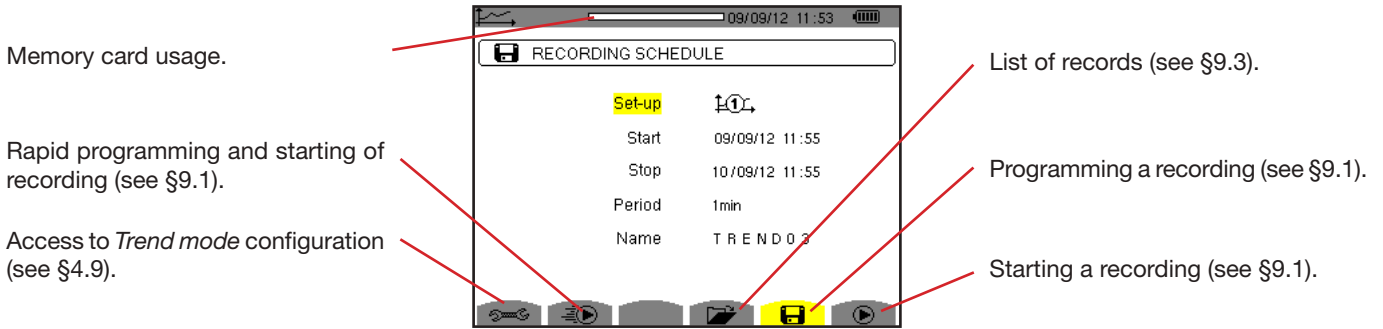 Memory card usage.
Rapid programming and starting of
recording (see §9.1).
Access to Trend mode configuration
(see §4.9).
09/09/12 11:53
RECORDING SCHEDULE
Set-up 1
Start 09/09/12 11:55
Stop 10/09/12 11:55
Period 1min
Name TREND03
List of records (see §9.3).
Programming a recording (see §9.1).
Starting a recording (see §9.1).